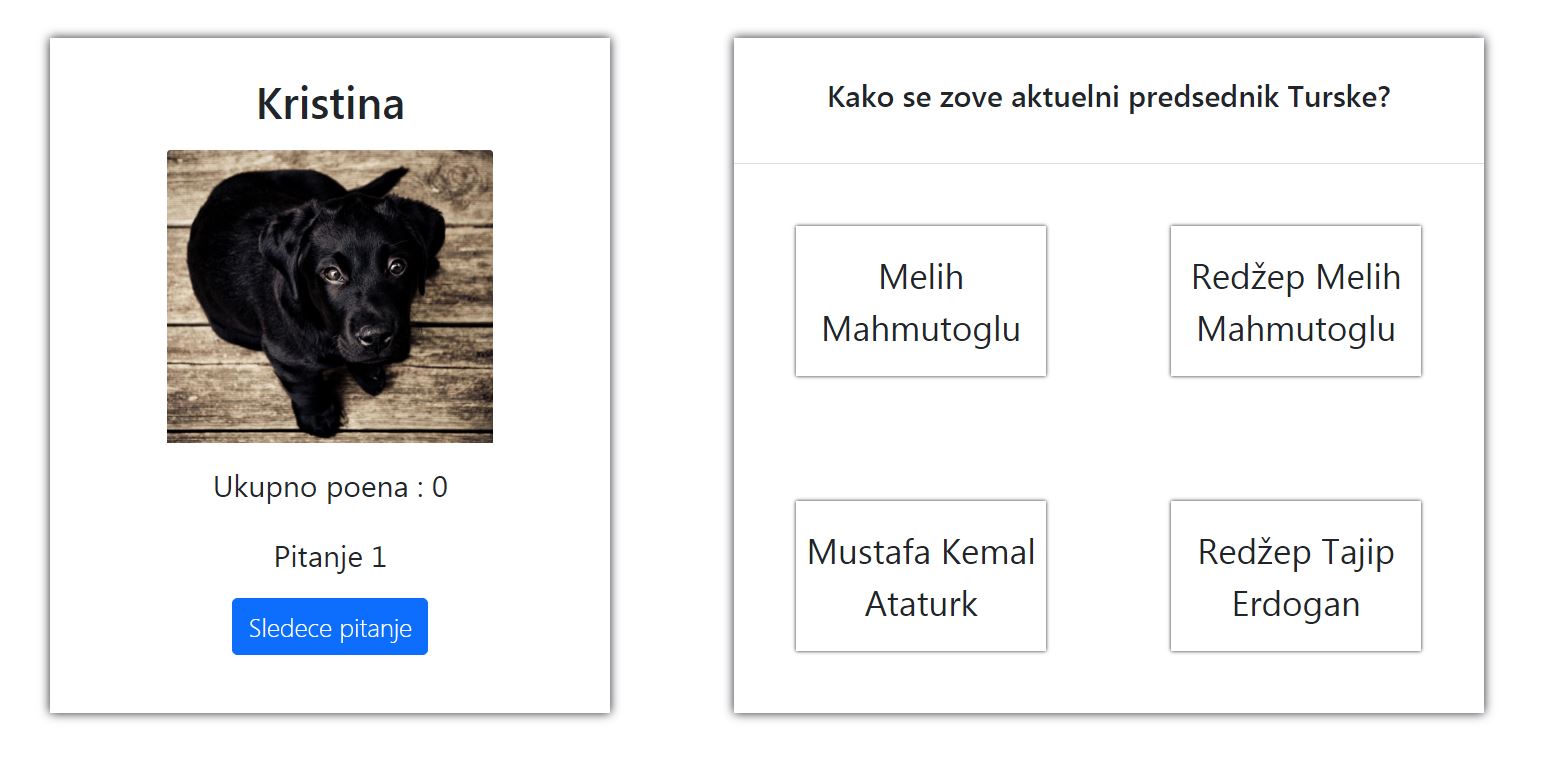 Kristina
Ukupno poena : 0
Pitanje 1
Sledece pitanje
Kako se zove aktuelni predsednik Turske?
Melih
Mahmutoglu
Redžep Melih
Mahmutoglu
Mustafa Kemal
Ataturk
Redžep Tajip
Erdogan